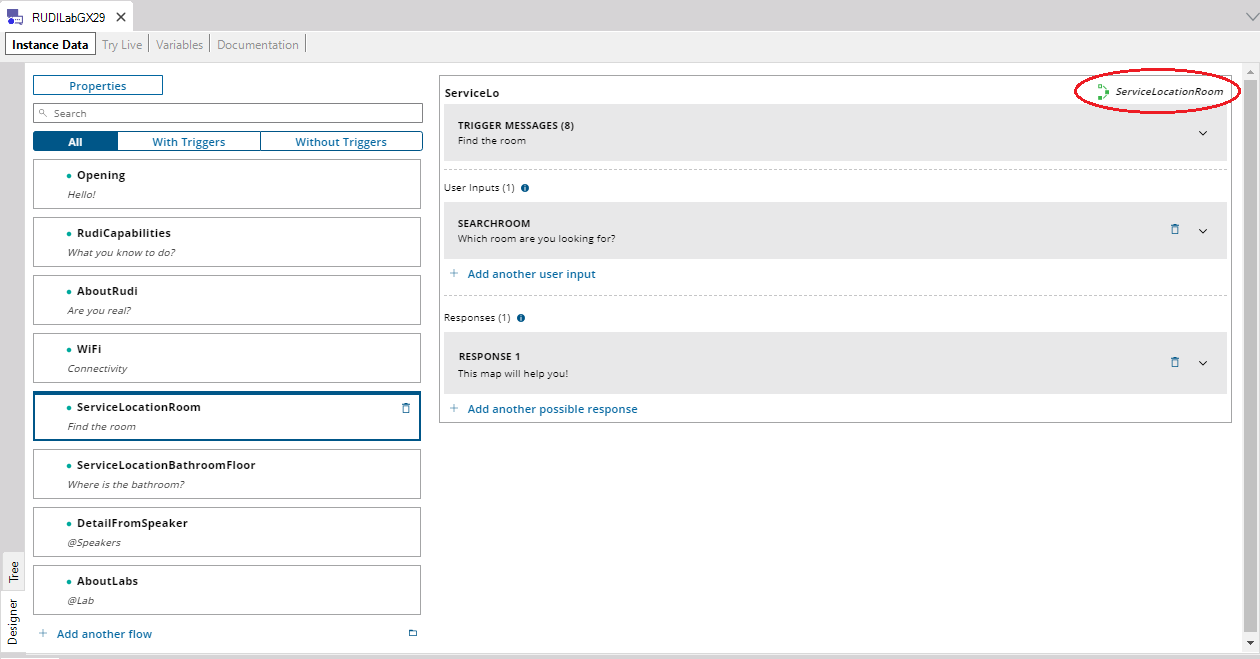 RUDILabGX29
Instance Data
Try Live
Variables
Documentation
Properties
Search
All
With Triggers
Without Triggers
Opening
Hello!
RudiCapabilities
What you know to do?
AboutRudi
Are you real?
WiFi
Connectivity
ServiceLocationRoom
Find the room
ServiceLocationBathroomFloor
Where is the bathroom?
DetailFromSpeaker
@Speakers
AboutLabs
@Lab
Add another flow
Tree
Designer
ServiceLo
ServiceLocationRoom
TRIGGER MESSAGES (8)
Find the room
User Inputs (1)
SEARCHROOM
Which room are you looking for?
Add another user input
Responses (1)
RESPONSE 1
This map will help you!
Add another possible response